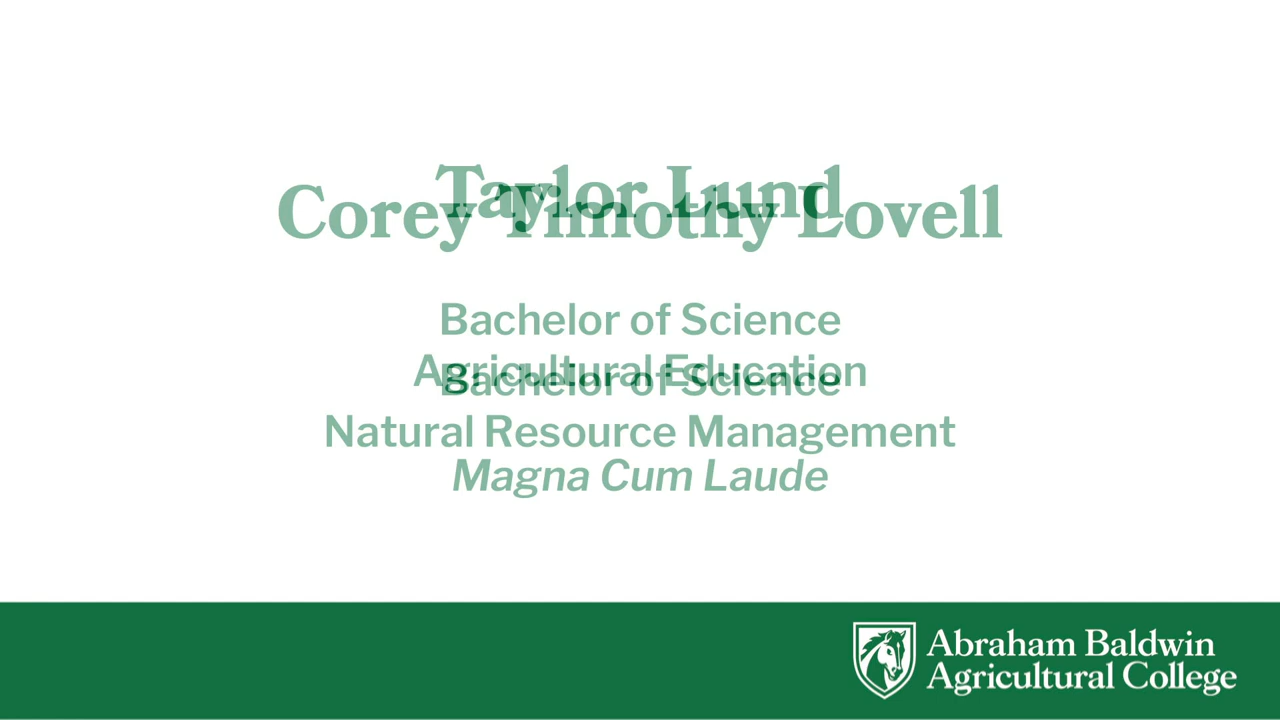 Taylor Lund
Corey Timothy Lovell
Bachelor of Science
Agricultural Education
Bachelor of Science
Natural Resource Management
Magna Cum Laude
Abraham Baldwin
Agricultural College